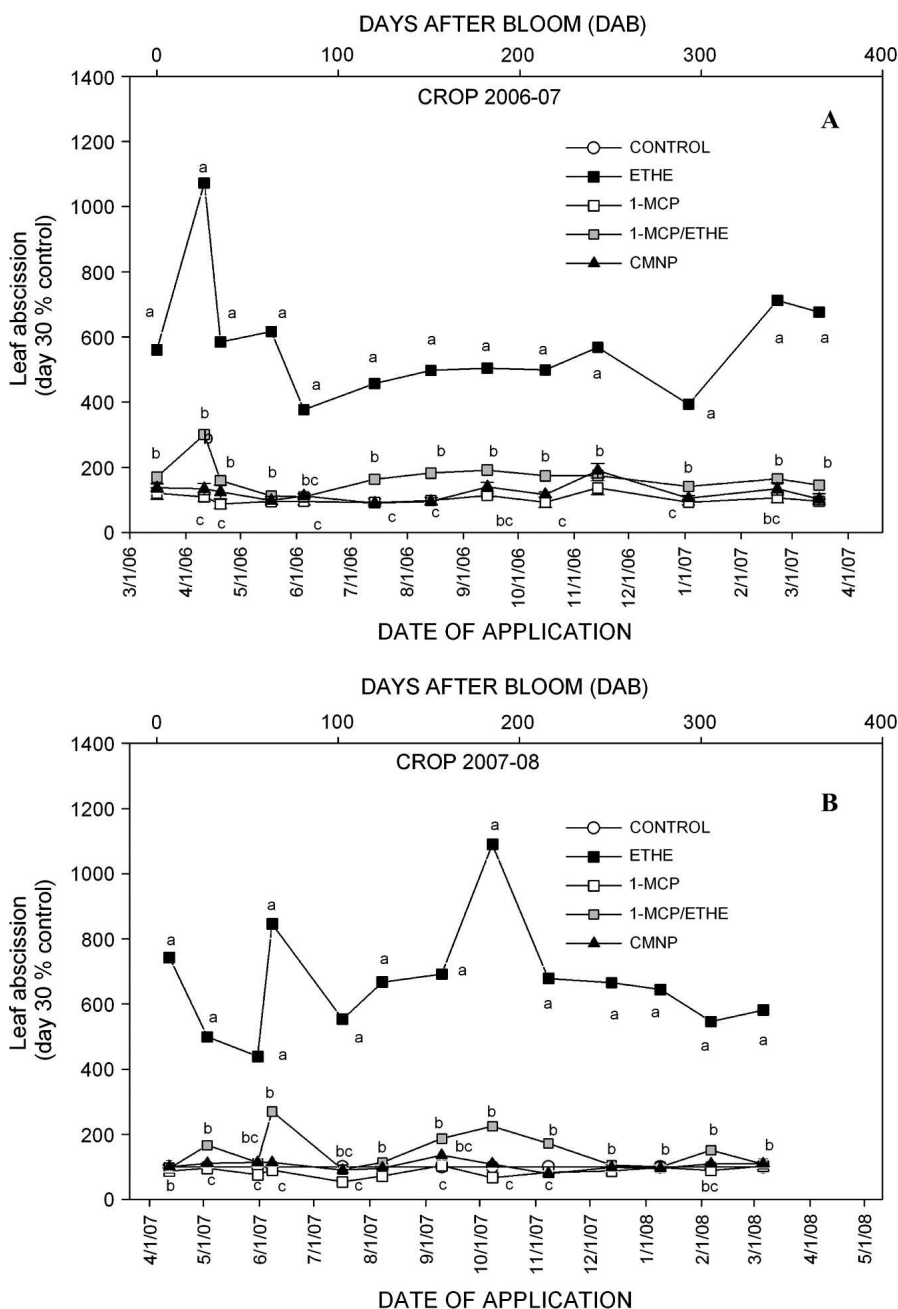 DAYS AFTER BLOOM (DAB)
0 100 200 300 400
CROP 2006-07
A
CONTROL
ETHE
1-MCP
1-MCP/ETHE
CMNP
Leaf abscission
(day 30 % control)
1400
1200
1000
800
600
400
200
0
a a a a a a a a a a a a a
b b b b b bc b b b b b b b b
c c c c c bc c c bc
3/1/06 4/1/06 5/1/06 6/1/06 7/1/06 8/1/06 9/1/06 10/1/06 11/1/06 12/1/06 1/1/07 2/1/07 3/1/07 4/1/07
DATE OF APPLICATION
DAYS AFTER BLOOM (DAB)
0 100 200 300 400
CROP 2007-08
B
CONTROL
ETHE
1-MCP
1-MCP/ETHE
CMNP
Leaf abscission
(day 30 % control)
1400
1200
1000
800
600
400
200
0
a a a a a a a a a a a a a
b bc b bc b b bc b b b b b b
b c c c c c c c bc
4/1/07 5/1/07 6/1/07 7/1/07 8/1/07 9/1/07 10/1/07 11/1/07 12/1/07 1/1/08 2/1/08 3/1/08 4/1/08 5/1/08
DATE OF APPLICATION